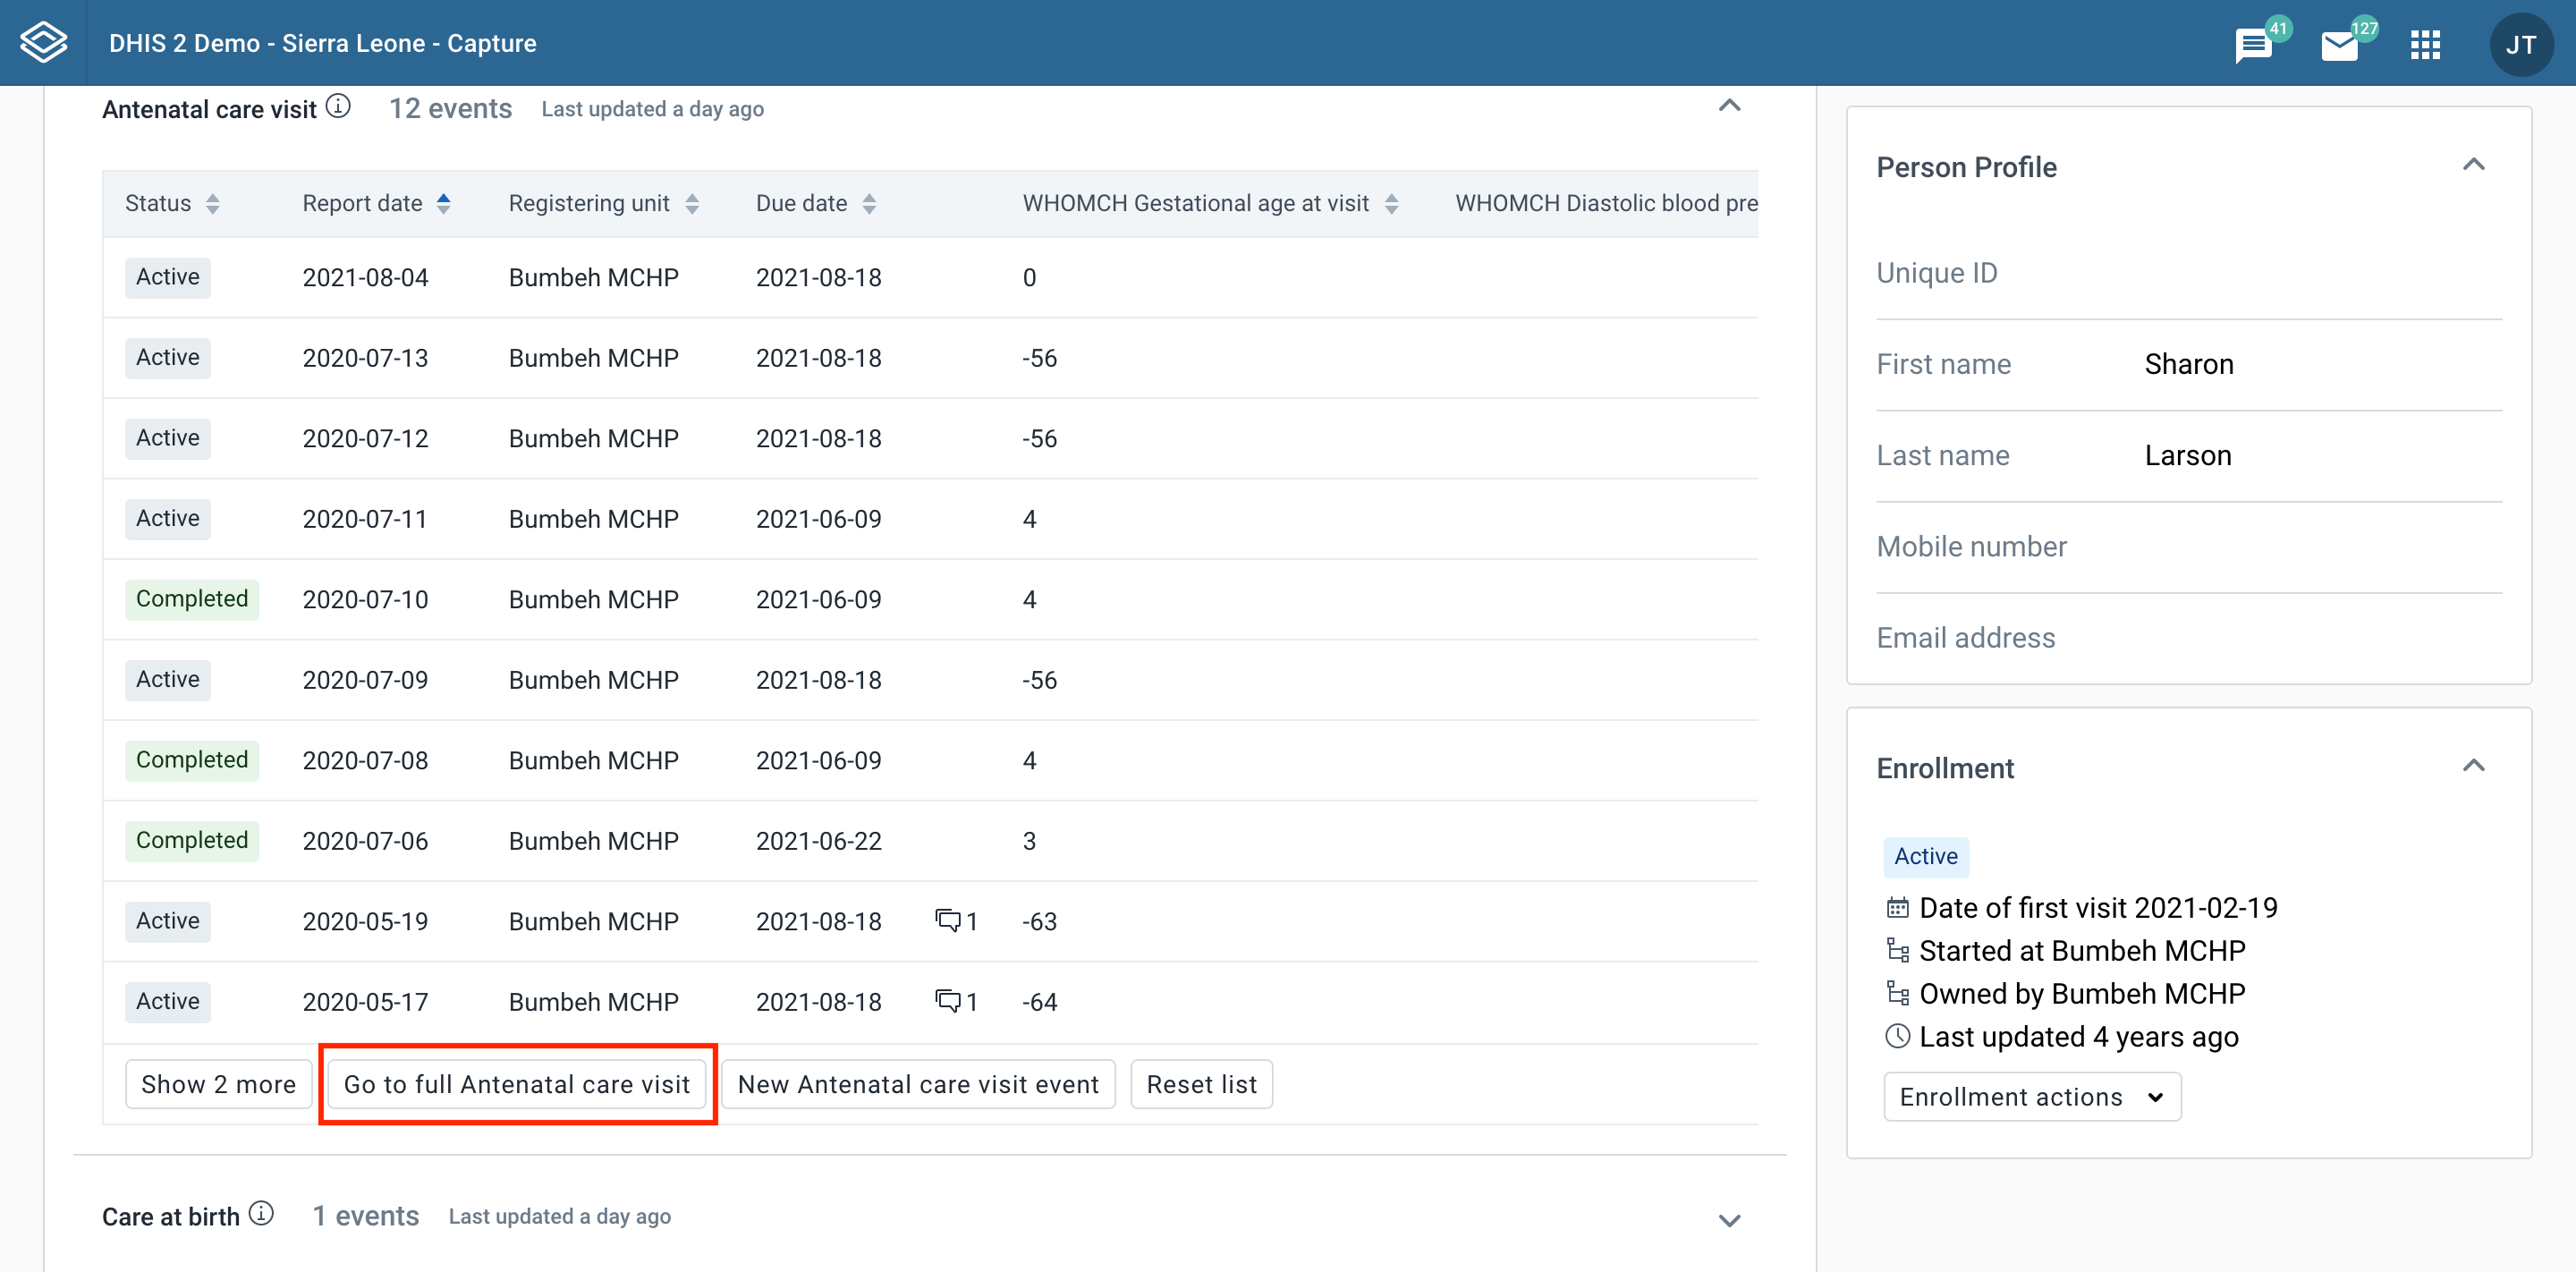 DHIS 2 Demo - Sierra Leone - Capture
41
127
JT
Antenatal care visit 12 events Last updated a day ago
Status Report date Registering unit Due date WHOMCH Gestational age at visit WHOMCH Diastolic blood pre
Active 2021-08-04 Bumbeh MCHP 2021-08-18 0
Active 2020-07-13 Bumbeh MCHP 2021-08-18 -56
Active 2020-07-12 Bumbeh MCHP 2021-08-18 -56
Active 2020-07-11 Bumbeh MCHP 2021-06-09 4
Completed 2020-07-10 Bumbeh MCHP 2021-06-09 4
Active 2020-07-09 Bumbeh MCHP 2021-08-18 -56
Completed 2020-07-08 Bumbeh MCHP 2021-06-09 4
Completed 2020-07-06 Bumbeh MCHP 2021-06-22 3
Active 2020-05-19 Bumbeh MCHP 2021-08-18 1 -63
Active 2020-05-17 Bumbeh MCHP 2021-08-18 1 -64
Show 2 more Go to full Antenatal care visit New Antenatal care visit event Reset list
Care at birth 1 events Last updated a day ago
Person Profile
Unique ID
First name Sharon
Last name Larson
Mobile number
Email address
Enrollment
Active
Date of first visit 2021-02-19
Started at Bumbeh MCHP
Owned by Bumbeh MCHP
Last updated 4 years ago
Enrollment actions